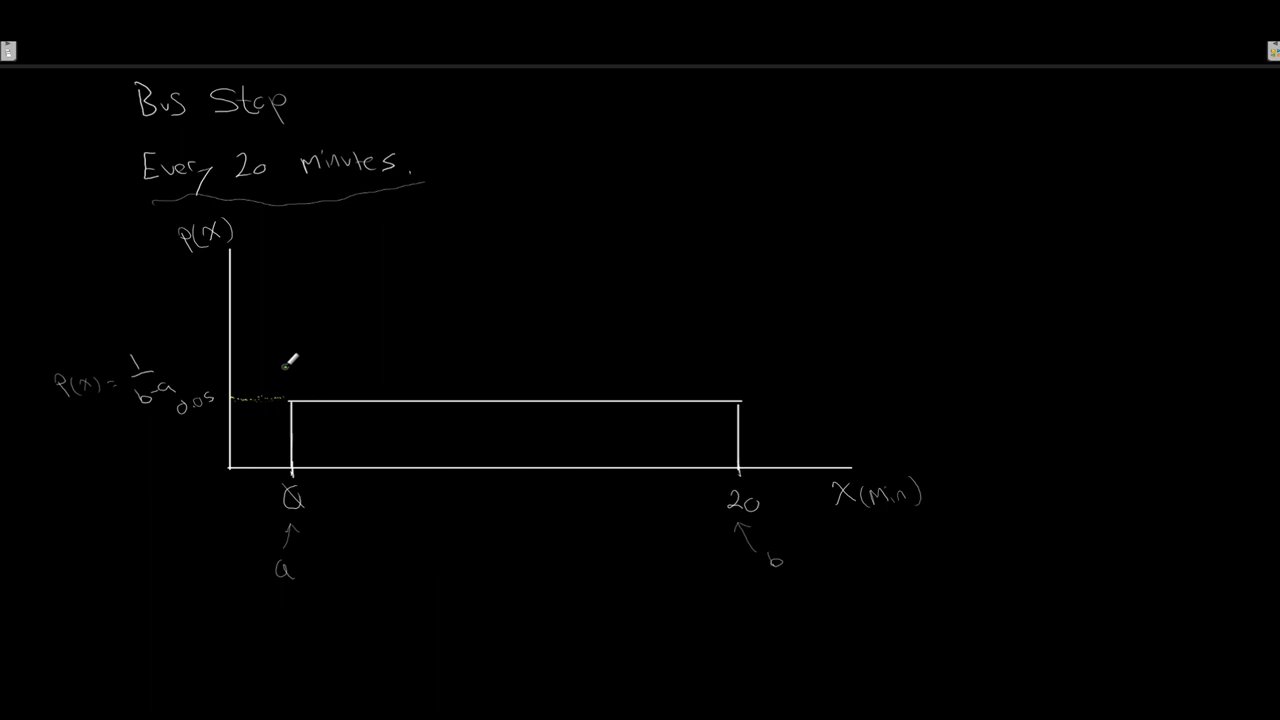 Bus Stop
Every 20 minutes.
P(X)
P(X) = 1/b-a
0.05
0 20 X (Min)
a b